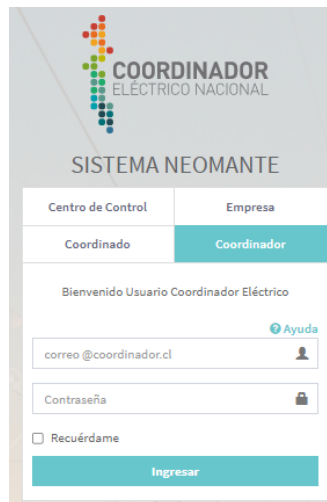 COORDINADOR
ELÉCTRICO NACIONAL
SISTEMA NEOMANTE
Centro de Control Empresa
Coordinado Coordinador
Bienvenido Usuario Coordinador Eléctrico
Ayuda
correo @coordinador.cl
Contraseña
Recuérdame
Ingresar